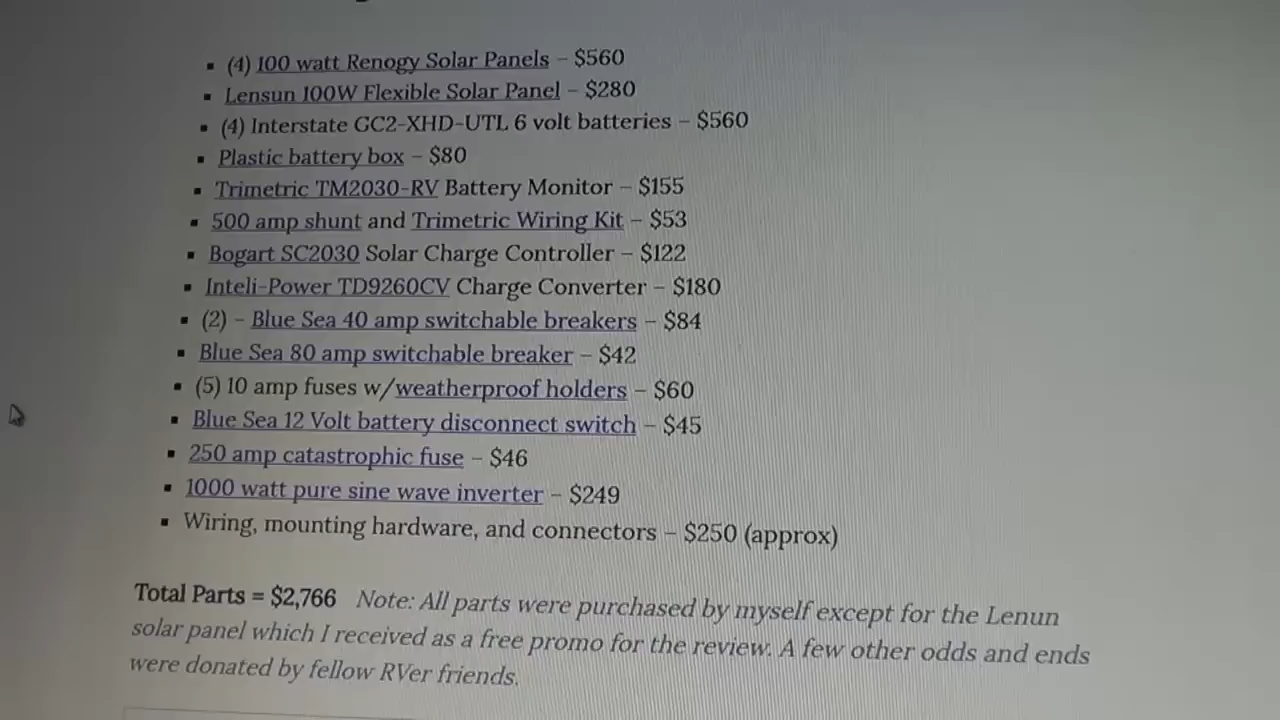 (4) 100 watt Renogy Solar Panels – $560
Lensun 100W Flexible Solar Panel – $280
(4) Interstate GC2-XHD-UTL 6 volt batteries – $560
Plastic battery box – $80
Trimetric TM2030-RV Battery Monitor – $155
500 amp shunt and Trimetric Wiring Kit – $53
Bogart SC2030 Solar Charge Controller – $122
Inteli-Power TD9260CV Charge Converter – $180
(2) – Blue Sea 40 amp switchable breakers – $84
Blue Sea 80 amp switchable breaker – $42
(5) 10 amp fuses w/weatherproof holders – $60
Blue Sea 12 Volt battery disconnect switch – $45
250 amp catastrophic fuse – $46
1000 watt pure sine wave inverter – $249
Wiring, mounting hardware, and connectors – $250 (approx)
Total Parts = $2,766 Note: All parts were purchased by myself except for the Lenun
solar panel which I received as a free promo for the review. A few other odds and ends
were donated by fellow RVer friends.